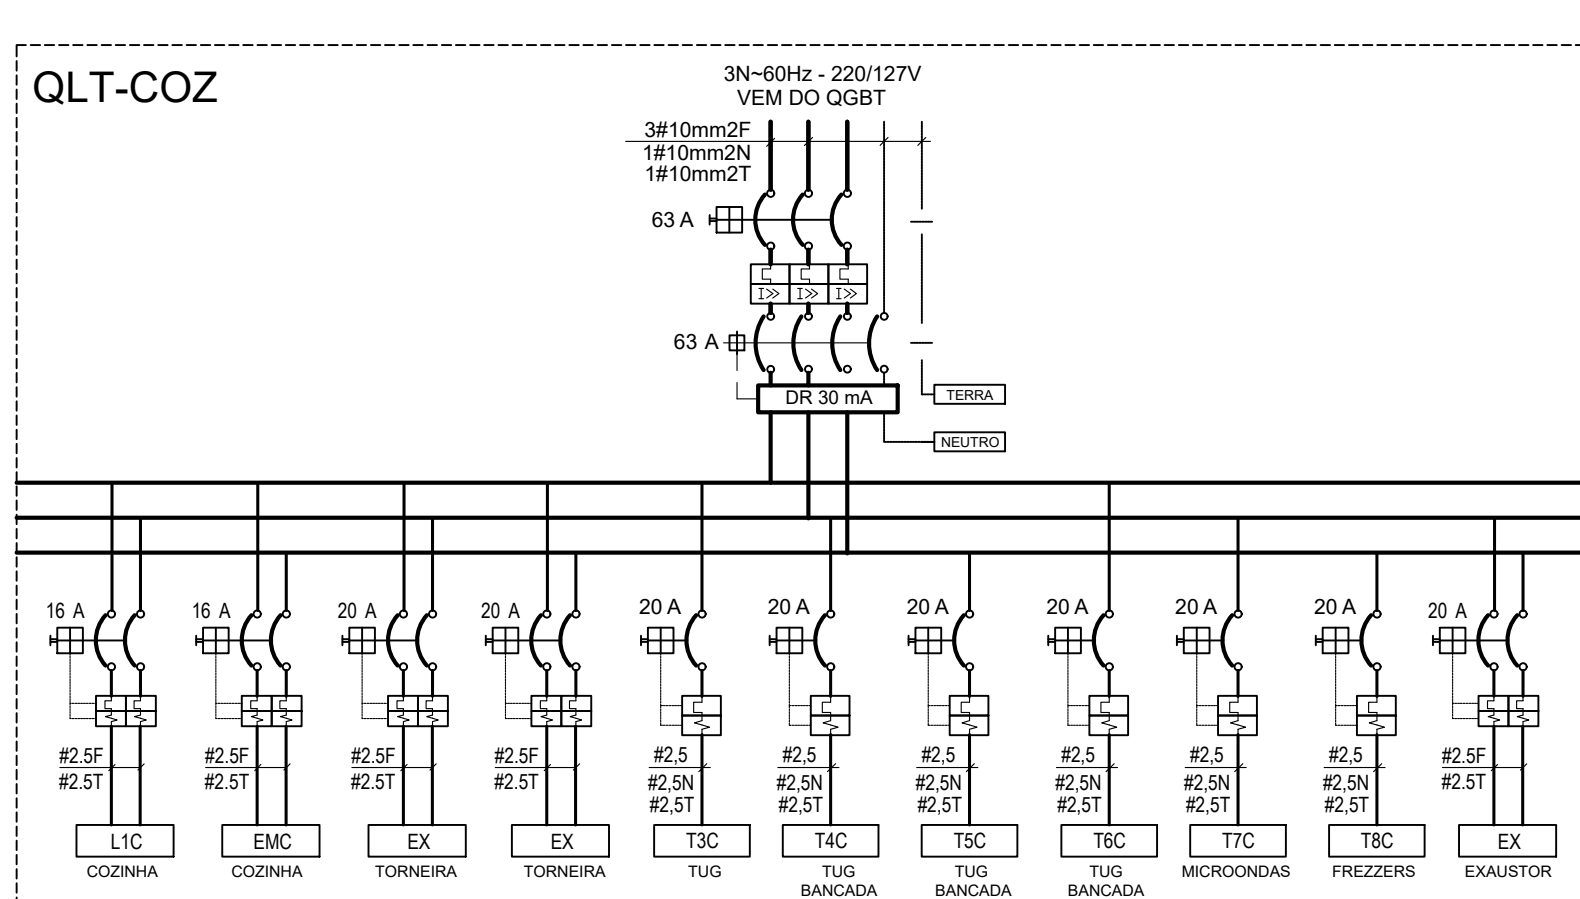 QLT-COZ
3N~60Hz - 220/127V
VEM DO QGBT
3#10mm2F
1#10mm2N
1#10mm2T
63 A
I>> I>> I>>
63 A
DR 30 mA
TERRA
NEUTRO
16 A 16 A 20 A 20 A 20 A 20 A 20 A 20 A 20 A 20 A 20 A
#2.5F #2.5F #2.5F #2.5F #2,5 #2,5 #2,5 #2,5 #2,5 #2,5 #2.5F
#2.5T #2.5T #2.5T #2.5T #2,5N #2,5N #2,5N #2,5N #2,5N #2,5N #2.5T
#2,5T #2,5T #2,5T #2,5T #2,5T #2,5T
L1C EMC EX EX T3C T4C T5C T6C T7C T8C EX
COZINHA COZINHA TORNEIRA TORNEIRA TUG TUG TUG TUG MICROONDAS FREZZERS EXAUSTOR
BANCADA BANCADA BANCADA